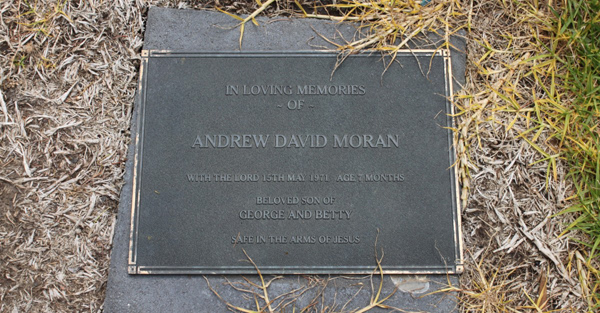 IN LOVING MEMORIES
– OF –
ANDREW DAVID MORAN
WITH THE LORD 15TH MAY 1971 AGE 7 MONTHS
BELOVED SON OF
GEORGE AND BETTY
SAFE IN THE ARMS OF JESUS